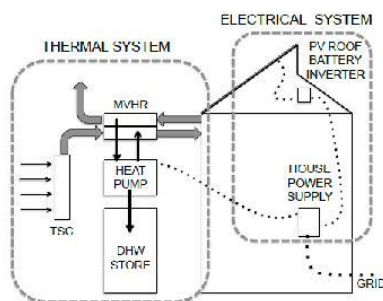 ELECTRICAL SYSTEM
THERMAL SYSTEM
PV ROOF
BATTERY
INVERTER
MVHR
HEAT
PUMP
HOUSE
POWER
SUPPLY
TSC
DHW
STORE
GRID